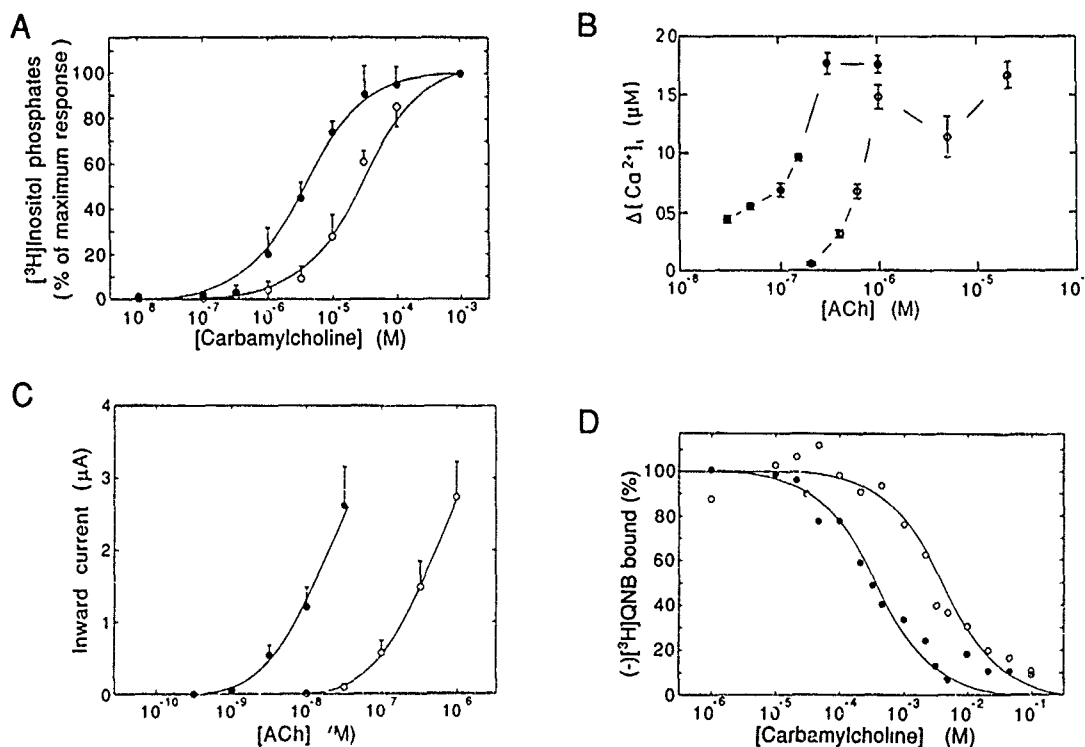 A
[³H]Inositol phosphates
(% of maximum response)
100
80
60
40
20
0
10⁻⁸ 10⁻⁷ 10⁻⁶ 10⁻⁵ 10⁻⁴ 10⁻³
[Carbamylcholine] (M)
B
Δ[Ca²⁺]ᵢ (μM)
20
15
10
05
0
10⁻⁸ 10⁻⁷ 10⁻⁶ 10⁻⁵
[ACh] (M)
C
Inward current (μA)
4
3
2
1
0
10⁻¹⁰ 10⁻⁹ 10⁻⁸ 10⁻⁷ 10⁻⁶
[ACh] (M)
D
(-)[³H]QNB bound (%)
100
80
60
40
20
0
10⁻⁶ 10⁻⁵ 10⁻⁴ 10⁻³ 10⁻² 10⁻¹
[Carbamylcholine] (M)